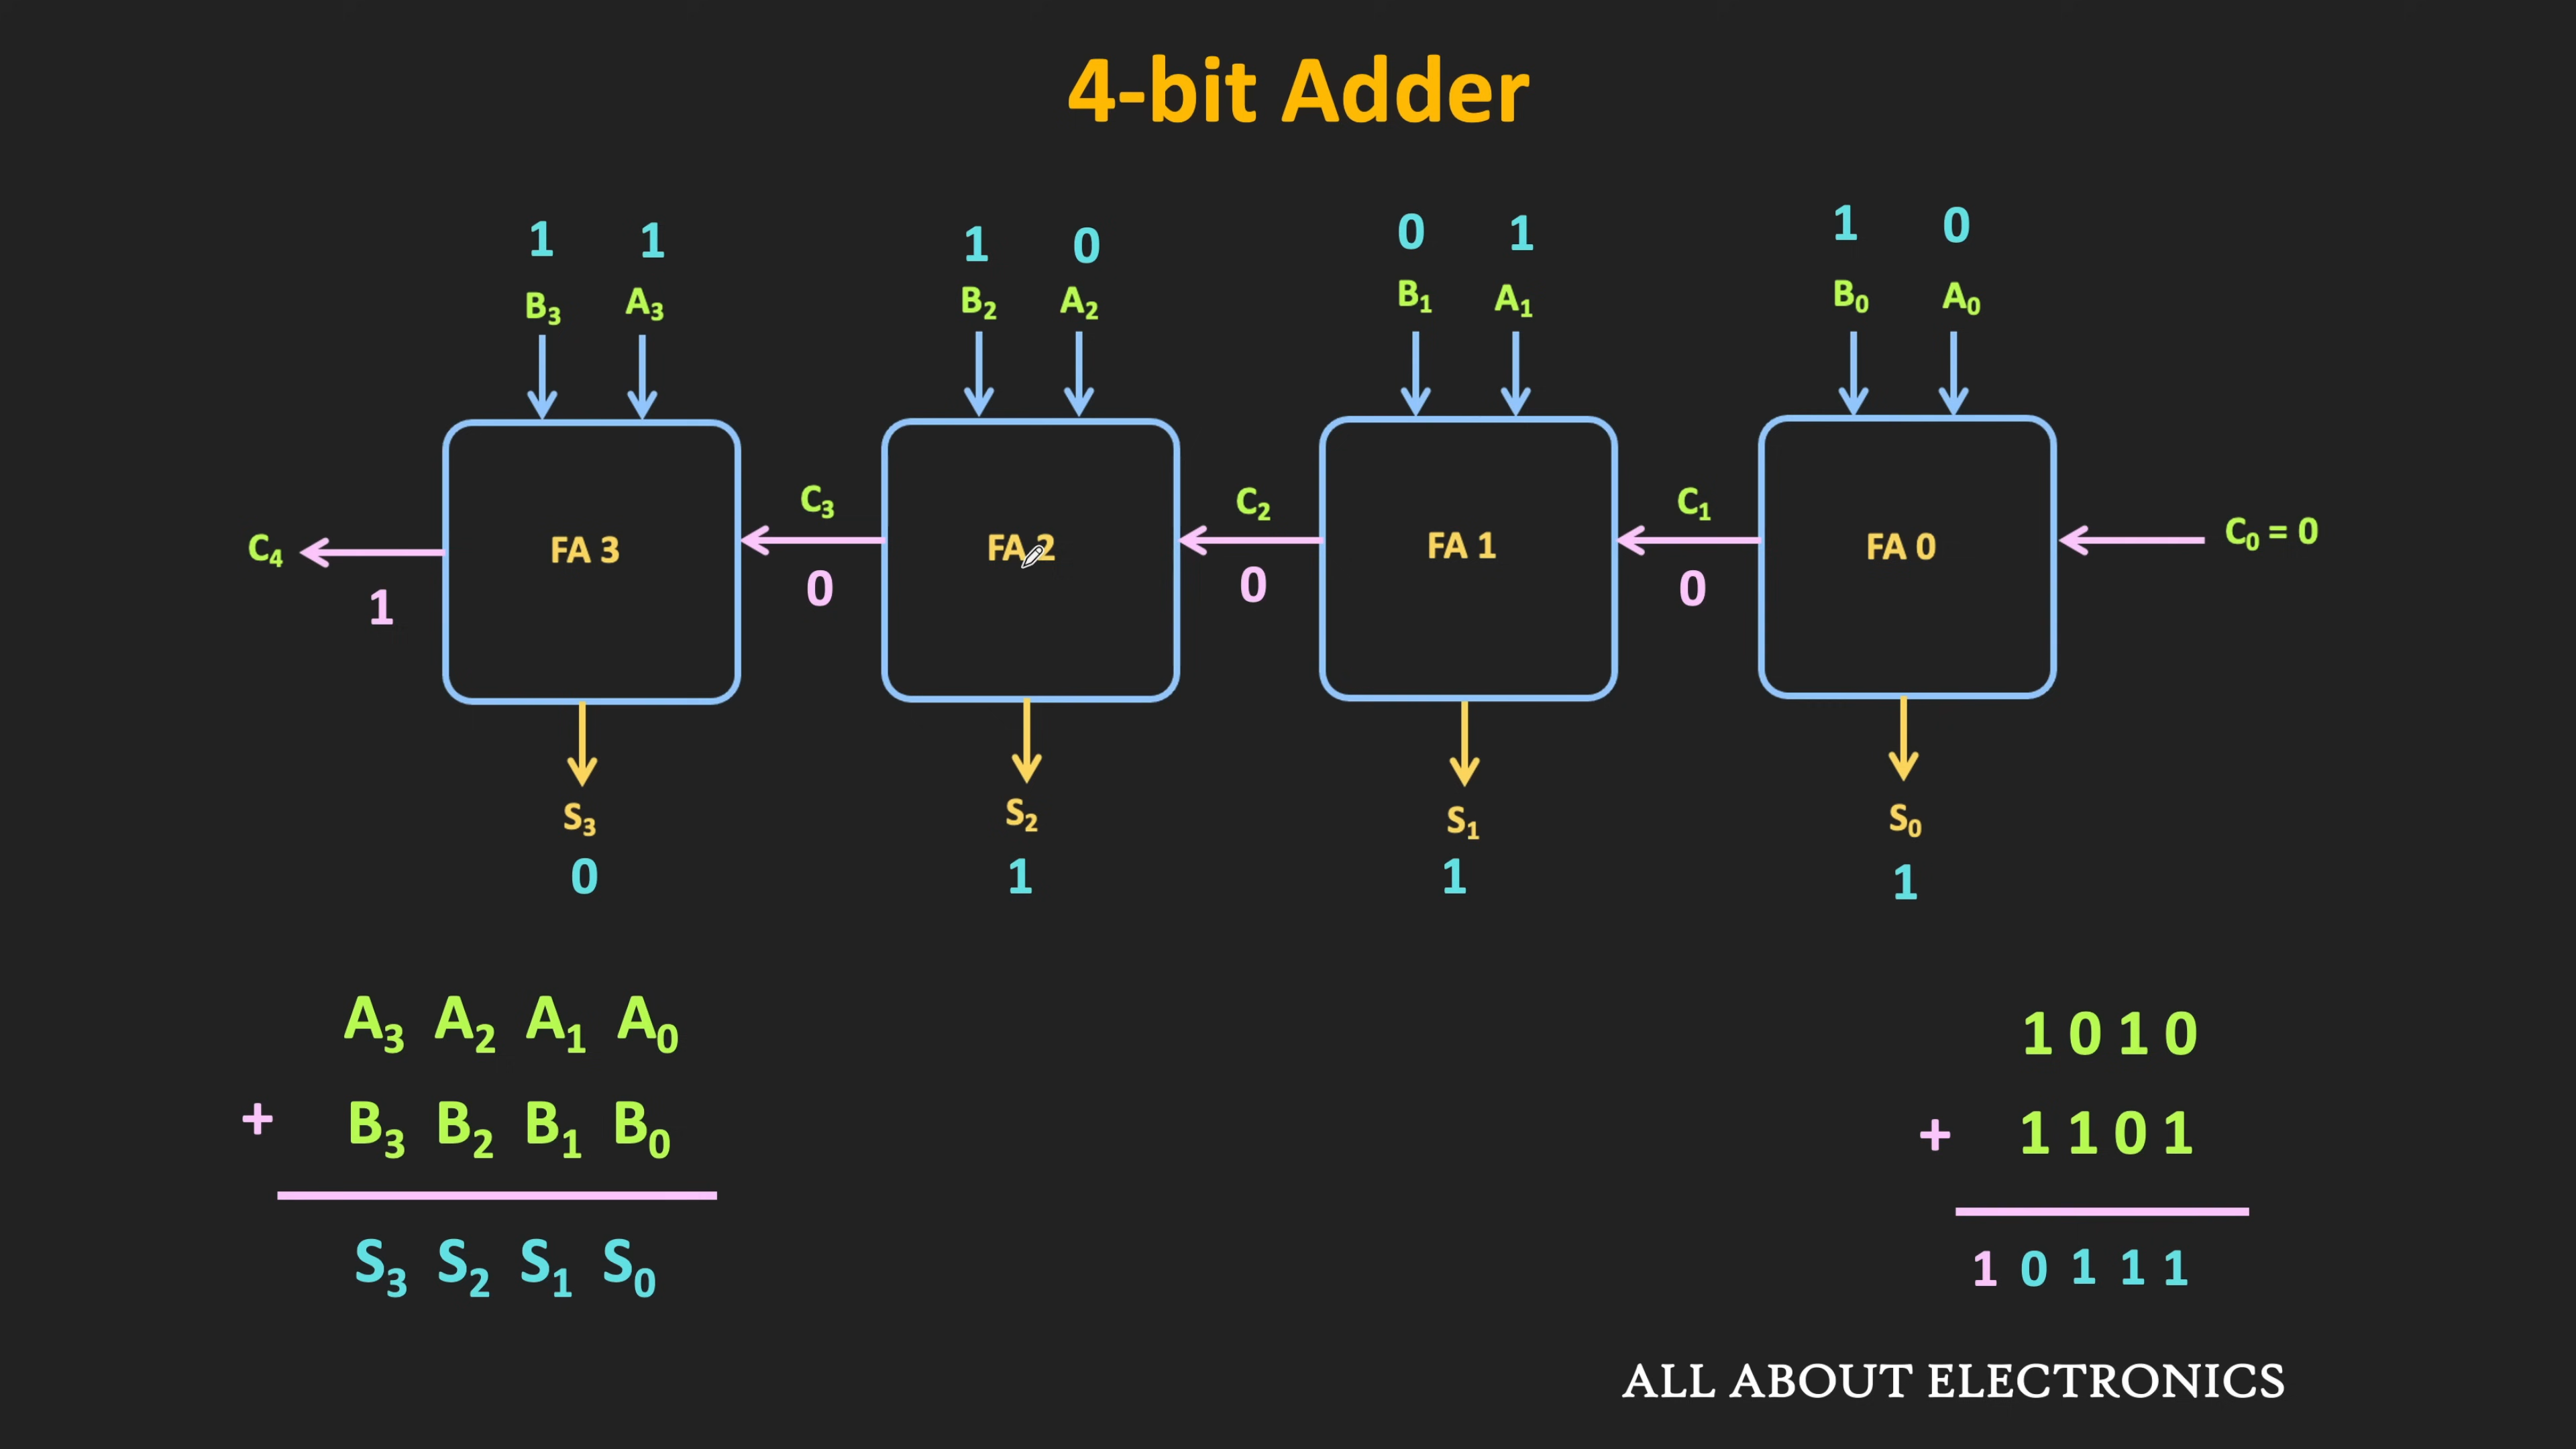 4-bit Adder
1 1 1 0 0 1 1 0
B₃ A₃ B₂ A₂ B₁ A₁ B₀ A₀
C₃ C₂ C₁
C₄ FA 3 FA 2 FA 1 FA 0 C₀ = 0
1 0 0 0
S₃ S₂ S₁ S₀
0 1 1 1
A₃ A₂ A₁ A₀
+ B₃ B₂ B₁ B₀
S₃ S₂ S₁ S₀
1 0 1 0
+ 1 1 0 1
1 0 1 1 1
ALL ABOUT ELECTRONICS